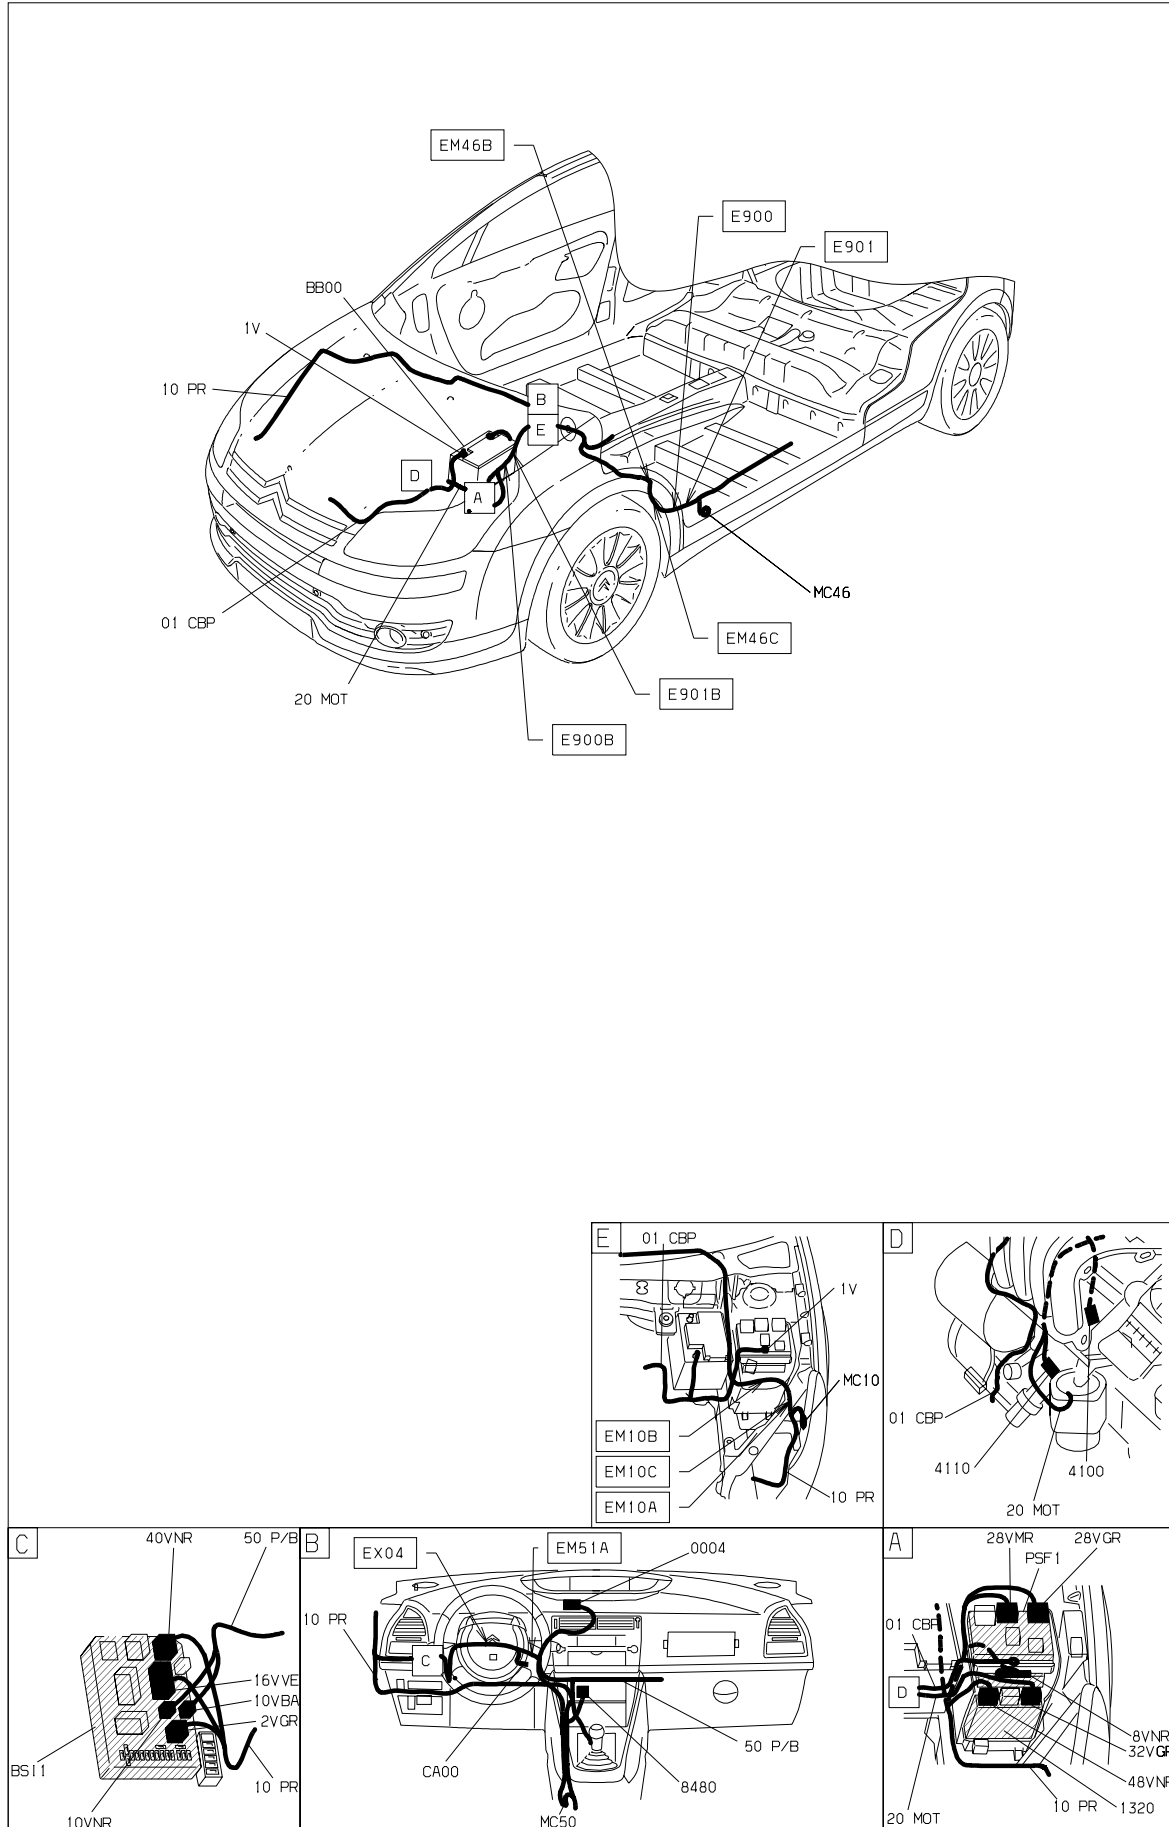 EM46B
E900
E901
BB00
1V
10 PR
B
E
D
A
MC46
01 CBP
EM46C
20 MOT
E901B
E900B
E
01 CBP
1V
MC10
EM10B
EM10C
EM10A
10 PR
D
01 CBP
4110
4100
20 MOT
C
40VNR
50 P/B
16VVE
10VBA
2VGR
BSI1
10 PR
10VNR
B
EX04
EM51A
0004
10 PR
C
50 P/B
CA00
8480
MC50
A
28VMR
28VGR
PSF1
01 CBP
D
8VNR
32VGR
48VNR
1320
10 PR
20 MOT